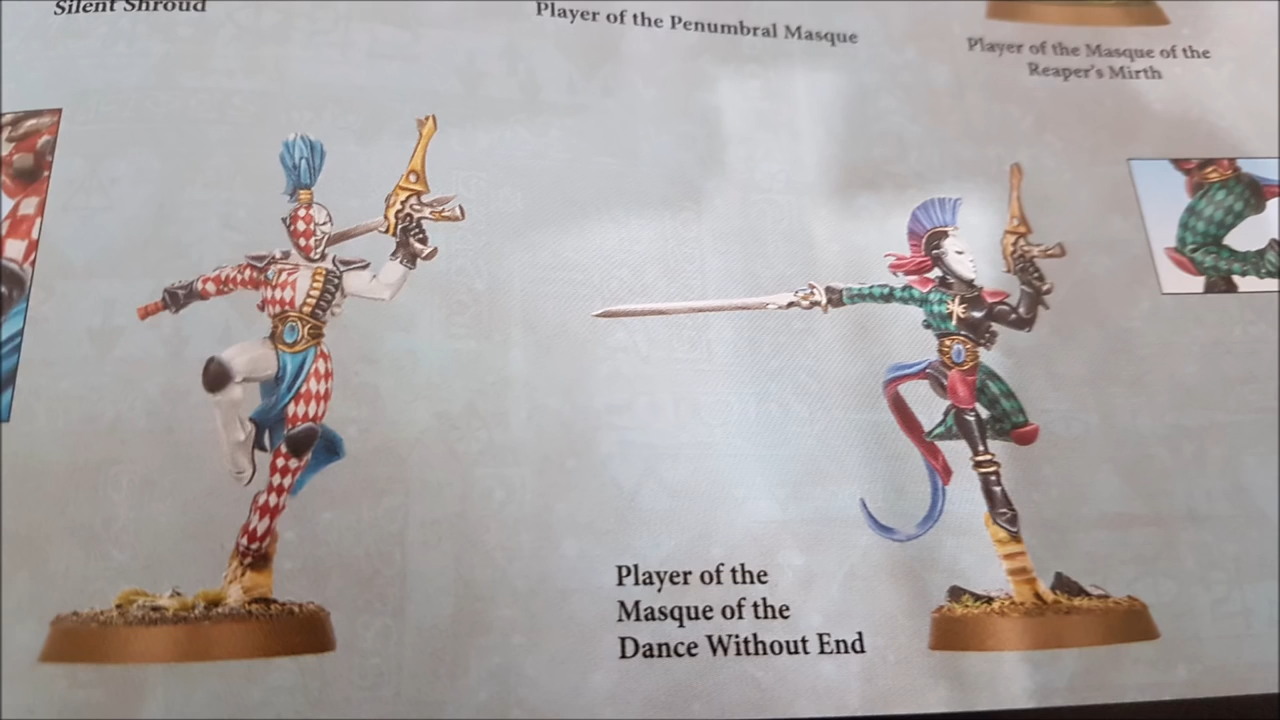 Silent Shroud
Player of the Penumbral Masque
Player of the Masque of the
Reaper's Mirth
Player of the
Masque of the
Dance Without End